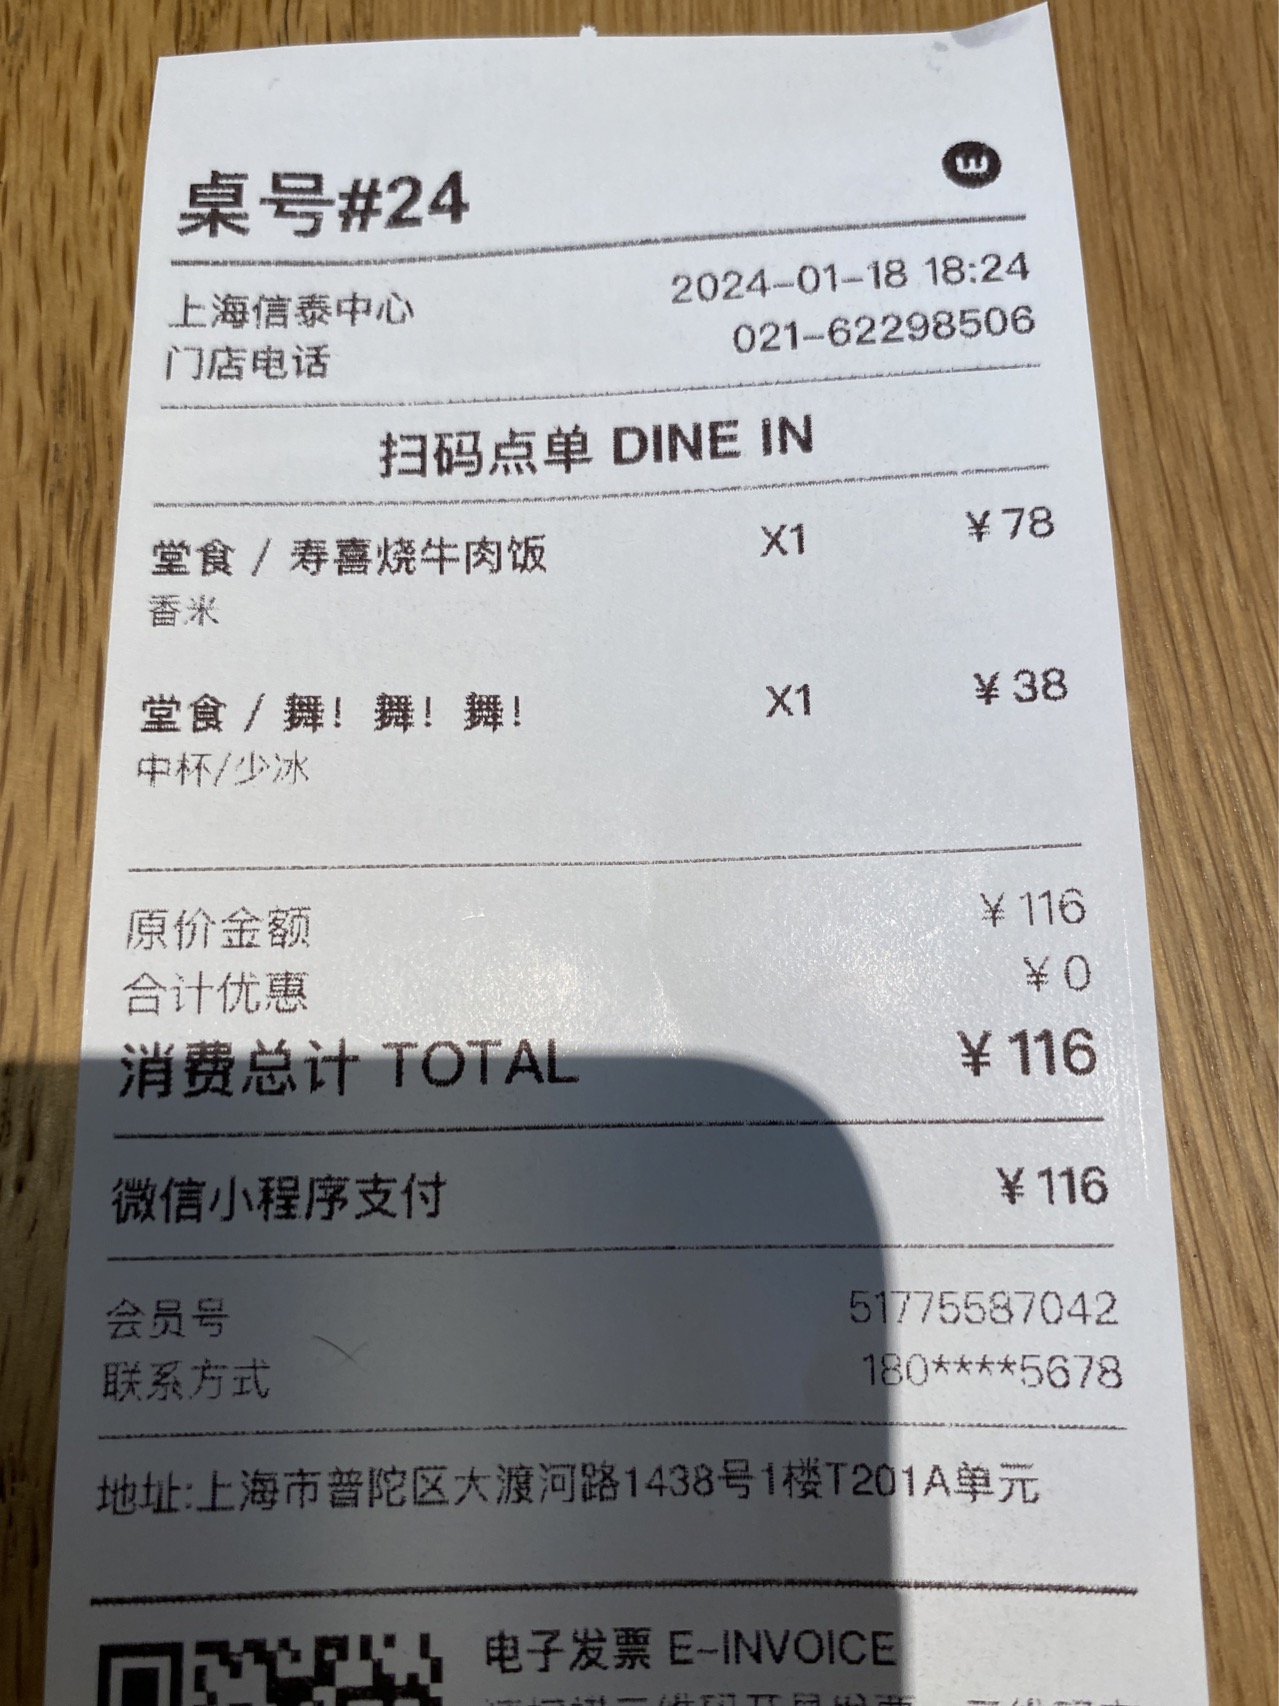 桌号#24
上海信泰中心 2024-01-18 18:24
门店电话 021-62298506
扫码点单 DINE IN
堂食 / 寿喜烧牛肉饭 X1 ¥78
香米
堂食 / 舞！舞！舞！ X1 ¥38
中杯/少冰
原价金额 ¥116
合计优惠 ¥0
消费总计 TOTAL ¥116
微信小程序支付 ¥116
会员号 51775587042
联系方式 180****5678
地址:上海市普陀区大渡河路1438号1楼T201A单元
电子发票 E-INVOICE